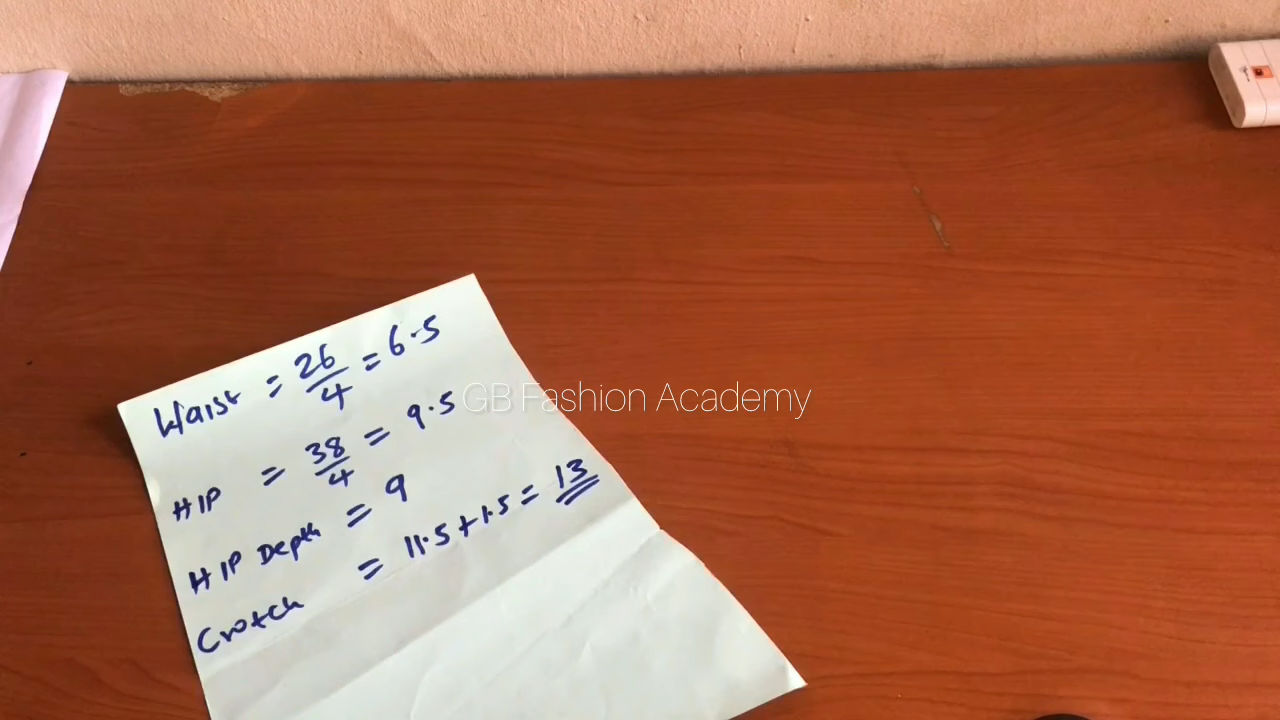 Waist = 26/4 = 6.5
HIP = 38/4 = 9.5
HIP Depth = 9
Crotch = 11.5 + 1.5 = 13
GB Fashion Academy